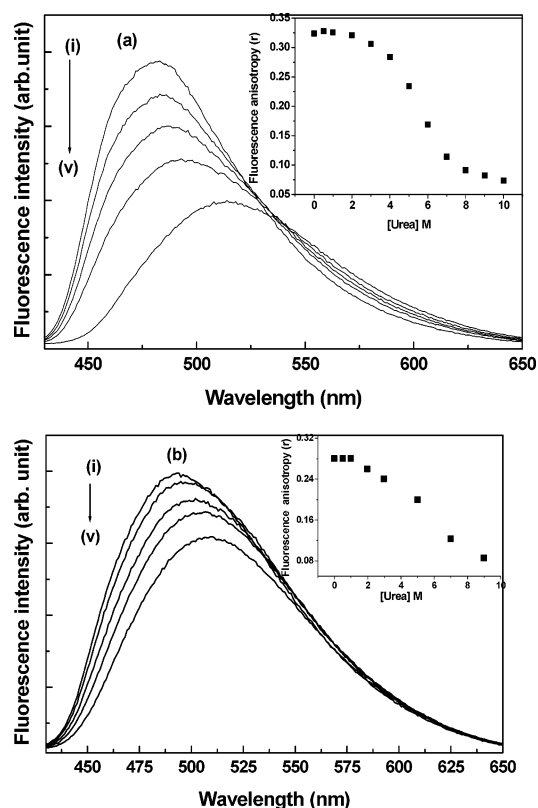 (i)
(a)
(v)
Fluorescence intensity (arb.unit)
450 500 550 600 650
Wavelength (nm)
Fluorescence anisotropy (r)
0.35
0.30
0.25
0.20
0.15
0.10
0.05
0 2 4 6 8 10
[Urea] M
(i)
(b)
(v)
Fluorescence intensity (arb. unit)
450 475 500 525 550 575 600 625 650
Wavelength (nm)
Fluorescence anisotropy (r)
0.32
0.24
0.16
0.08
0 2 4 6 8 10
[Urea] M